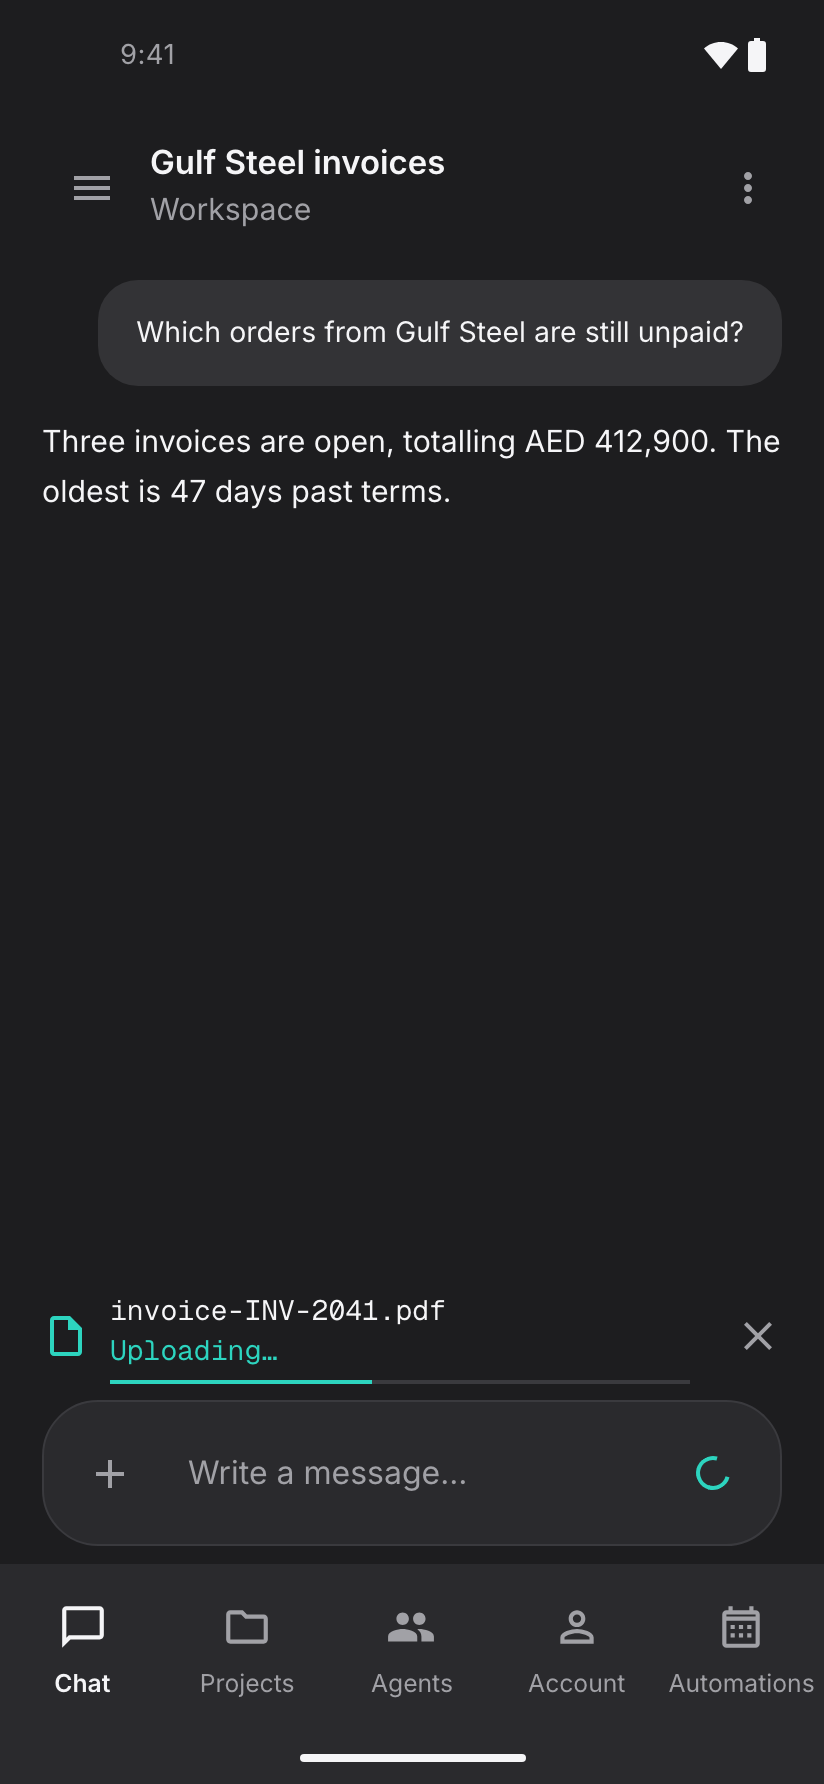 9:41
Gulf Steel invoices
Workspace
Which orders from Gulf Steel are still unpaid?
Three invoices are open, totalling AED 412,900. The
oldest is 47 days past terms.
invoice-INV-2041.pdf
Uploading…
Write a message...
Chat
Projects
Agents
Account
Automations